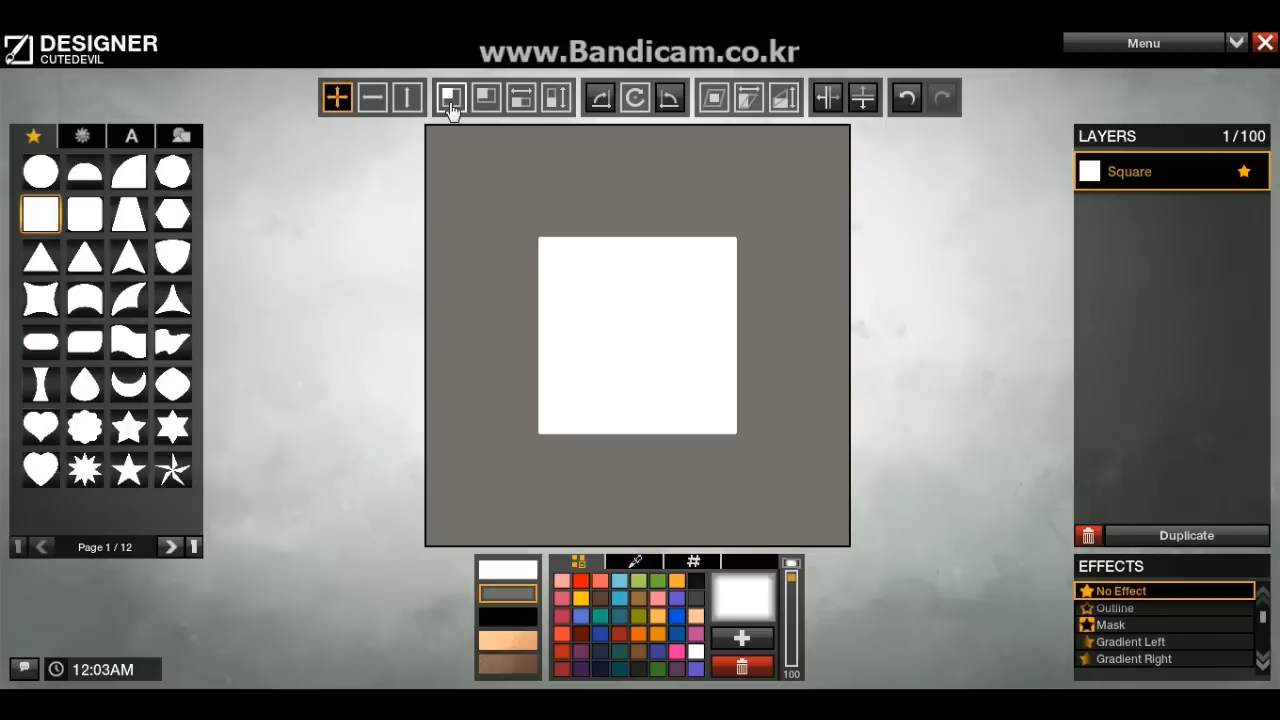 DESIGNER
CUTEDEVIL
www.Bandicam.co.kr
Menu
A
LAYERS 1/100
Square
Page 1 / 12
Duplicate
EFFECTS
No Effect
Outline
Mask
Gradient Left
Gradient Right
#
100
12:03AM